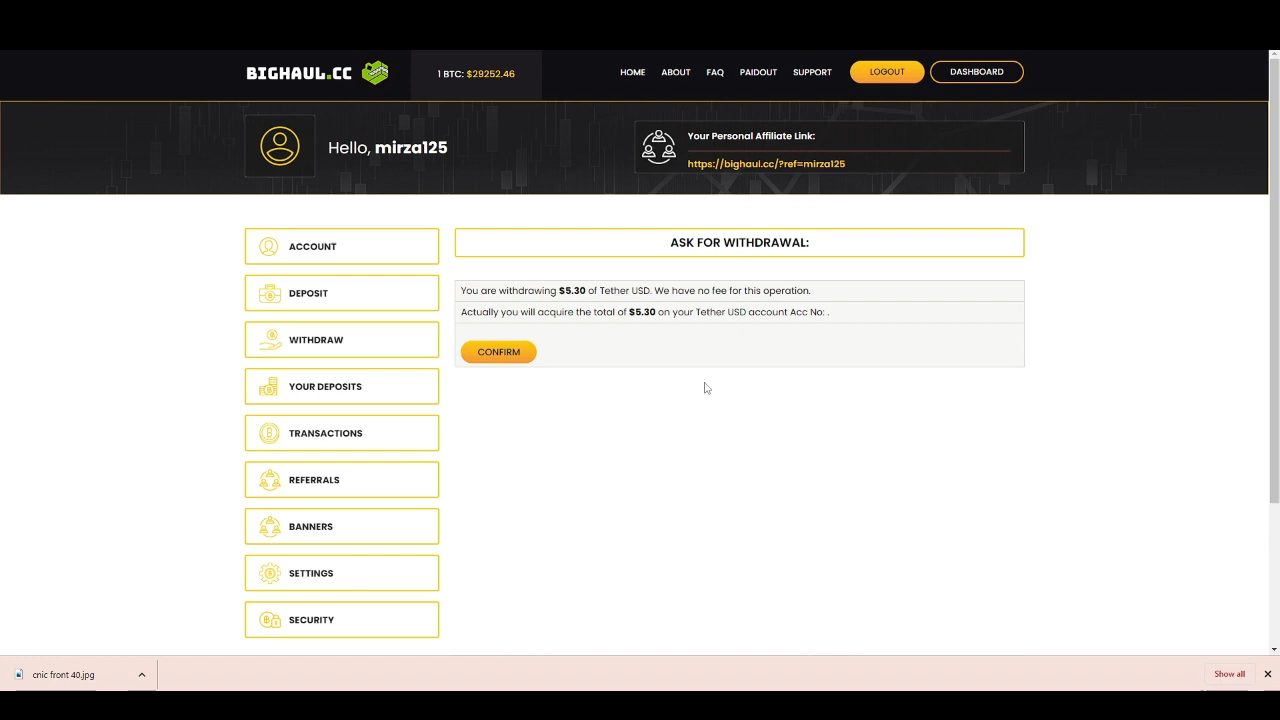 BIGHAUL.CC
1 BTC: $29252.46
HOME ABOUT FAQ PAIDOUT SUPPORT LOGOUT DASHBOARD
Hello, mirza125
Your Personal Affiliate Link:
https://bighaul.cc/?ref=mirza125
ACCOUNT
DEPOSIT
WITHDRAW
YOUR DEPOSITS
TRANSACTIONS
REFERRALS
BANNERS
SETTINGS
SECURITY
ASK FOR WITHDRAWAL:
You are withdrawing $5.30 of Tether USD. We have no fee for this operation.
Actually you will acquire the total of $5.30 on your Tether USD account Acc No: .
CONFIRM
cnic front 40.jpg
Show all